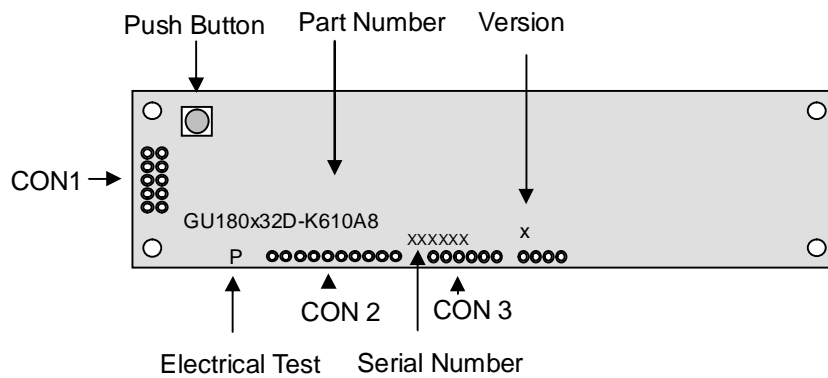 Push Button Part Number Version
CON1
GU180x32D-K610A8
x
XXXXXX
P
CON 2 CON 3
Electrical Test Serial Number